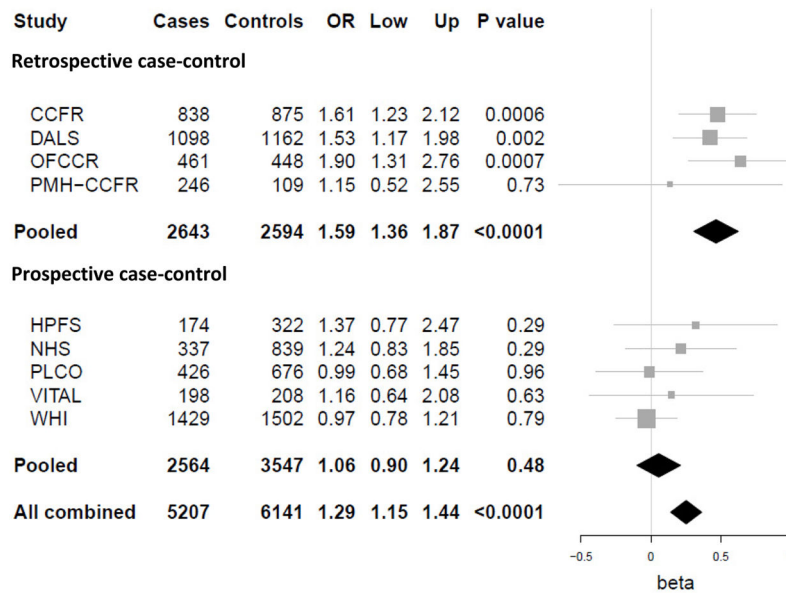 Study Cases Controls OR Low Up P value
Retrospective case-control
CCFR 838 875 1.61 1.23 2.12 0.0006
DALS 1098 1162 1.53 1.17 1.98 0.002
OFCCR 461 448 1.90 1.31 2.76 0.0007
PMH−CCFR 246 109 1.15 0.52 2.55 0.73
Pooled 2643 2594 1.59 1.36 1.87 <0.0001
Prospective case-control
HPFS 174 322 1.37 0.77 2.47 0.29
NHS 337 839 1.24 0.83 1.85 0.29
PLCO 426 676 0.99 0.68 1.45 0.96
VITAL 198 208 1.16 0.64 2.08 0.63
WHI 1429 1502 0.97 0.78 1.21 0.79
Pooled 2564 3547 1.06 0.90 1.24 0.48
All combined 5207 6141 1.29 1.15 1.44 <0.0001
−0.5 0 0.5
beta